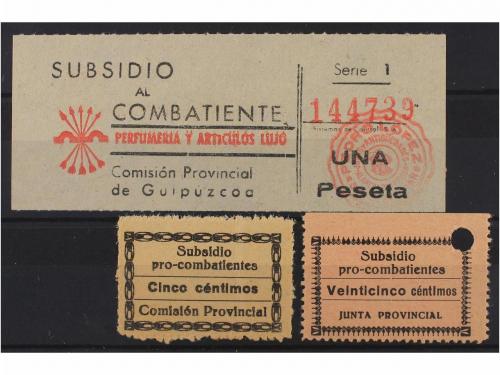 SUBSIDIO
AL
COMBATIENTE
PERFUMERIA Y ARTICULOS LUJO
Comisión Provincial
de Guipúzcoa
Serie 1
144739
UNA
Peseta
Subsidio
pro-combatientes
Cinco céntimos
Comisión Provincial
Subsidio
pro-combatientes
Veinticinco céntimos
JUNTA PROVINCIAL